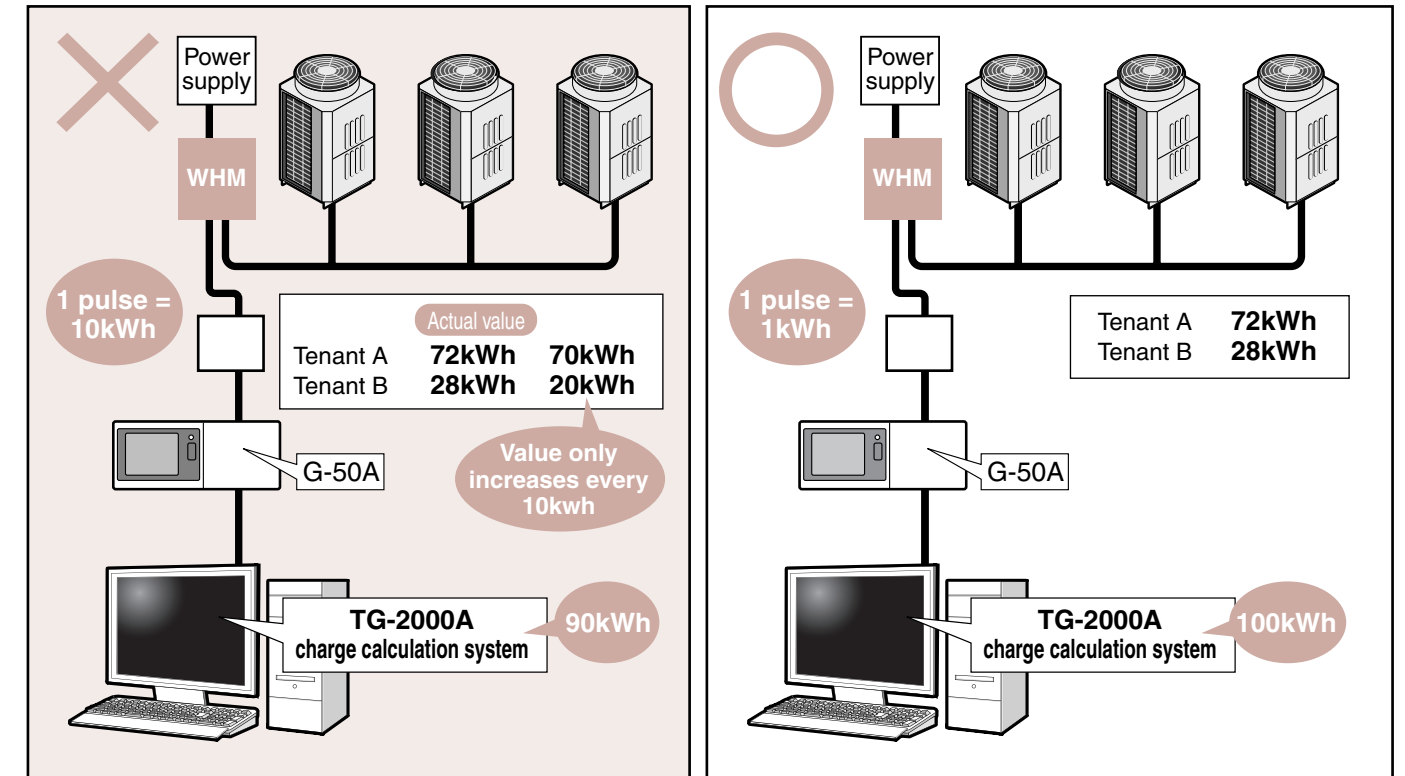 Power
supply
WHM
1 pulse =
10kWh
Actual value
Tenant A 72kWh 70kWh
Tenant B 28kWh 20kWh
Value only
increases every
10kwh
G-50A
TG-2000A
charge calculation system
90kWh
Power
supply
WHM
1 pulse =
1kWh
Tenant A 72kWh
Tenant B 28kWh
G-50A
TG-2000A
charge calculation system
100kWh